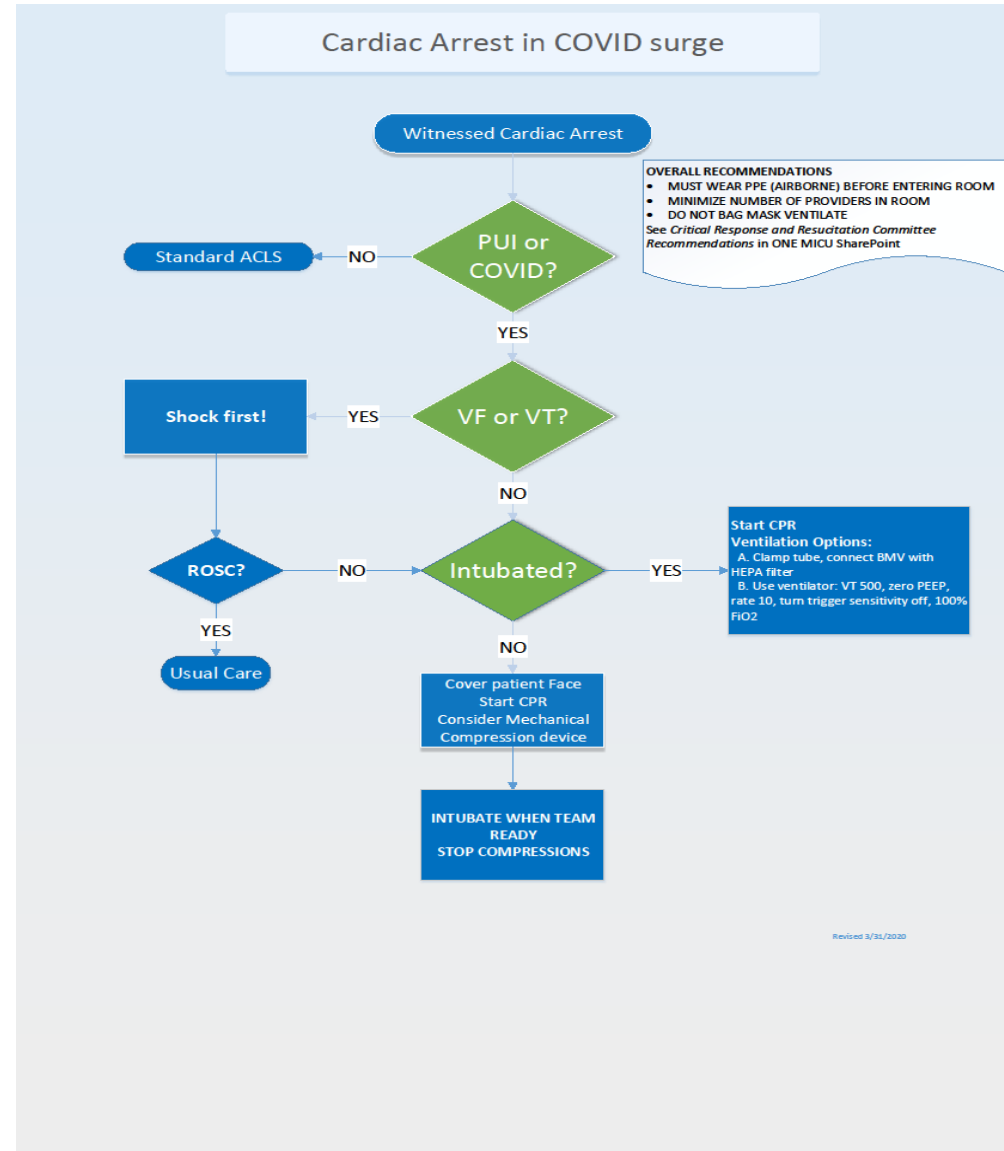 Cardiac Arrest in COVID surge
Witnessed Cardiac Arrest
OVERALL RECOMMENDATIONS
• MUST WEAR PPE (AIRBORNE) BEFORE ENTERING ROOM
• MINIMIZE NUMBER OF PROVIDERS IN ROOM
• DO NOT BAG MASK VENTILATE
See Critical Response and Resucitation Committee
Recommendations in ONE MICU SharePoint
PUI or
COVID?
NO
Standard ACLS
YES
VF or VT?
YES
Shock first!
NO
ROSC?
NO
Intubated?
YES
Start CPR
Ventilation Options:
A. Clamp tube, connect BMV with
HEPA filter
B. Use ventilator: VT 500, zero PEEP,
rate 10, turn trigger sensitivity off, 100%
FiO2
YES
Usual Care
NO
Cover patient Face
Start CPR
Consider Mechanical
Compression device
INTUBATE WHEN TEAM
READY
STOP COMPRESSIONS
Revised 3/31/2020